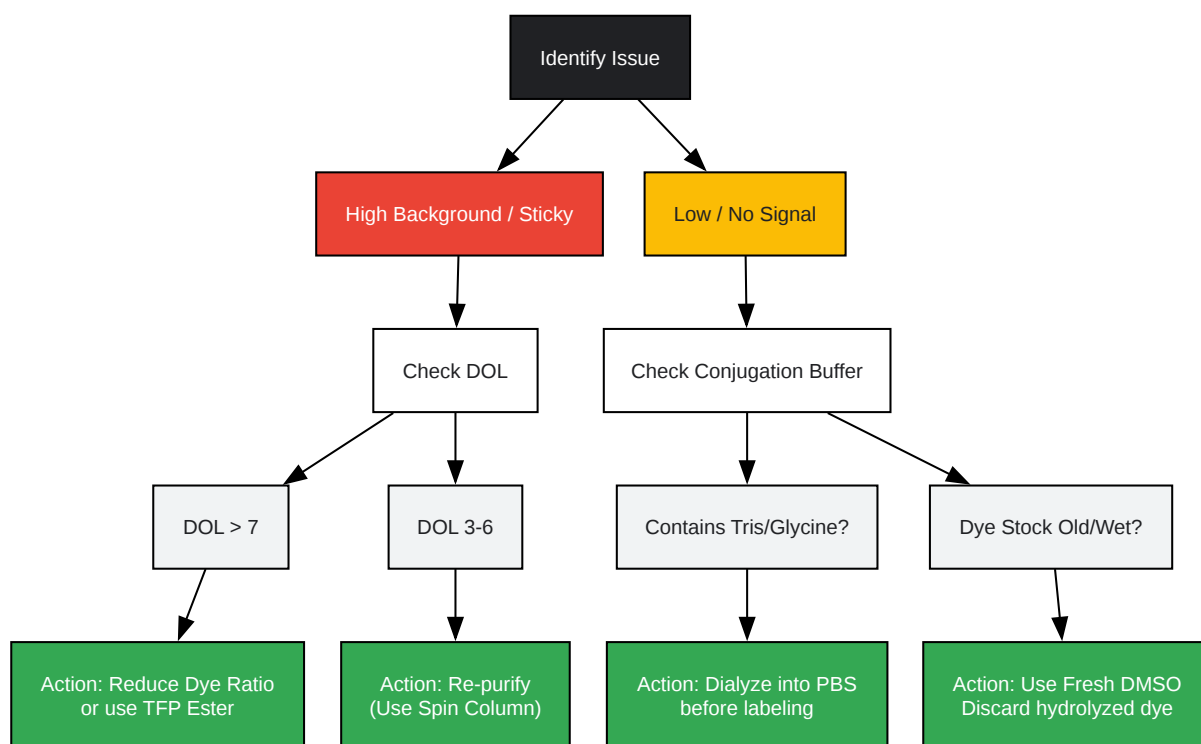 Identify Issue
High Background / Sticky
Low / No Signal
Check DOL
Check Conjugation Buffer
DOL > 7
DOL 3-6
Contains Tris/Glycine?
Dye Stock Old/Wet?
Action: Reduce Dye Ratio
or use TFP Ester
Action: Re-purify
(Use Spin Column)
Action: Dialyze into PBS
before labeling
Action: Use Fresh DMSO
Discard hydrolyzed dye